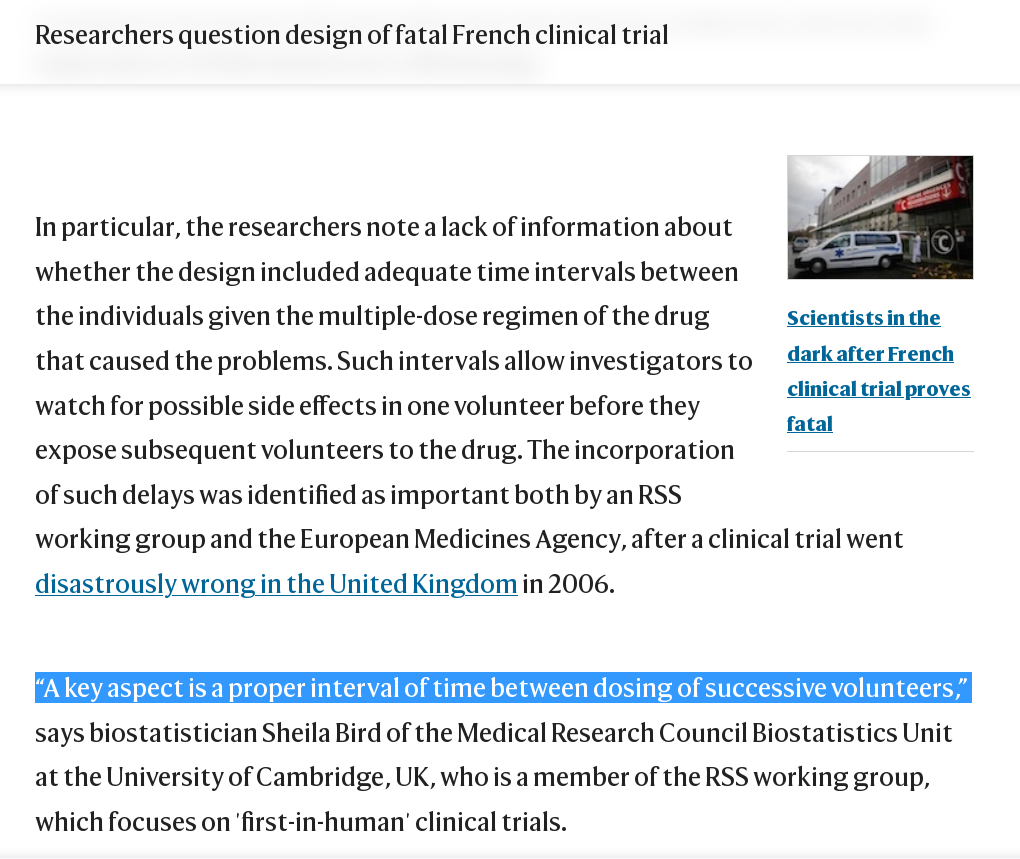 Researchers question design of fatal French clinical trial
In particular, the researchers note a lack of information about
whether the design included adequate time intervals between
the individuals given the multiple-dose regimen of the drug
that caused the problems. Such intervals allow investigators to
watch for possible side effects in one volunteer before they
expose subsequent volunteers to the drug. The incorporation
of such delays was identified as important both by an RSS
working group and the European Medicines Agency, after a clinical trial went
disastrously wrong in the United Kingdom in 2006.
Scientists in the
dark after French
clinical trial proves
fatal
“A key aspect is a proper interval of time between dosing of successive volunteers,”
says biostatistician Sheila Bird of the Medical Research Council Biostatistics Unit
at the University of Cambridge, UK, who is a member of the RSS working group,
which focuses on 'first-in-human' clinical trials.